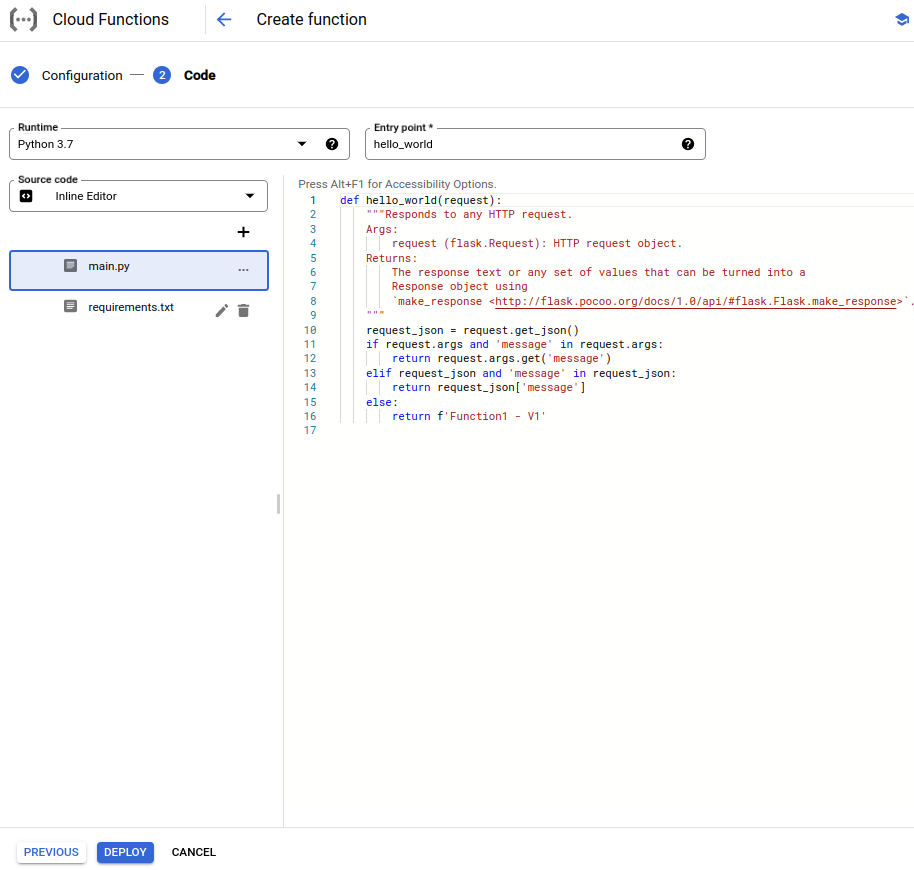 Cloud Functions
Create function
Configuration
2
Code
Runtime
Python 3.7
Entry point *
hello_world
Source code
Inline Editor
main.py
requirements.txt
Press Alt+F1 for Accessibility Options.
1 def hello_world(request):
2 """Responds to any HTTP request.
3 Args:
4 request (flask.Request): HTTP request object.
5 Returns:
6 The response text or any set of values that can be turned into a
7 Response object using
8 `make_response <http://flask.pocoo.org/docs/1.0/api/#flask.Flask.make_response>`.
9 """
10 request_json = request.get_json()
11 if request.args and 'message' in request.args:
12 return request.args.get('message')
13 elif request_json and 'message' in request_json:
14 return request_json['message']
15 else:
16 return f'Function1 - V1'
17
PREVIOUS
DEPLOY
CANCEL